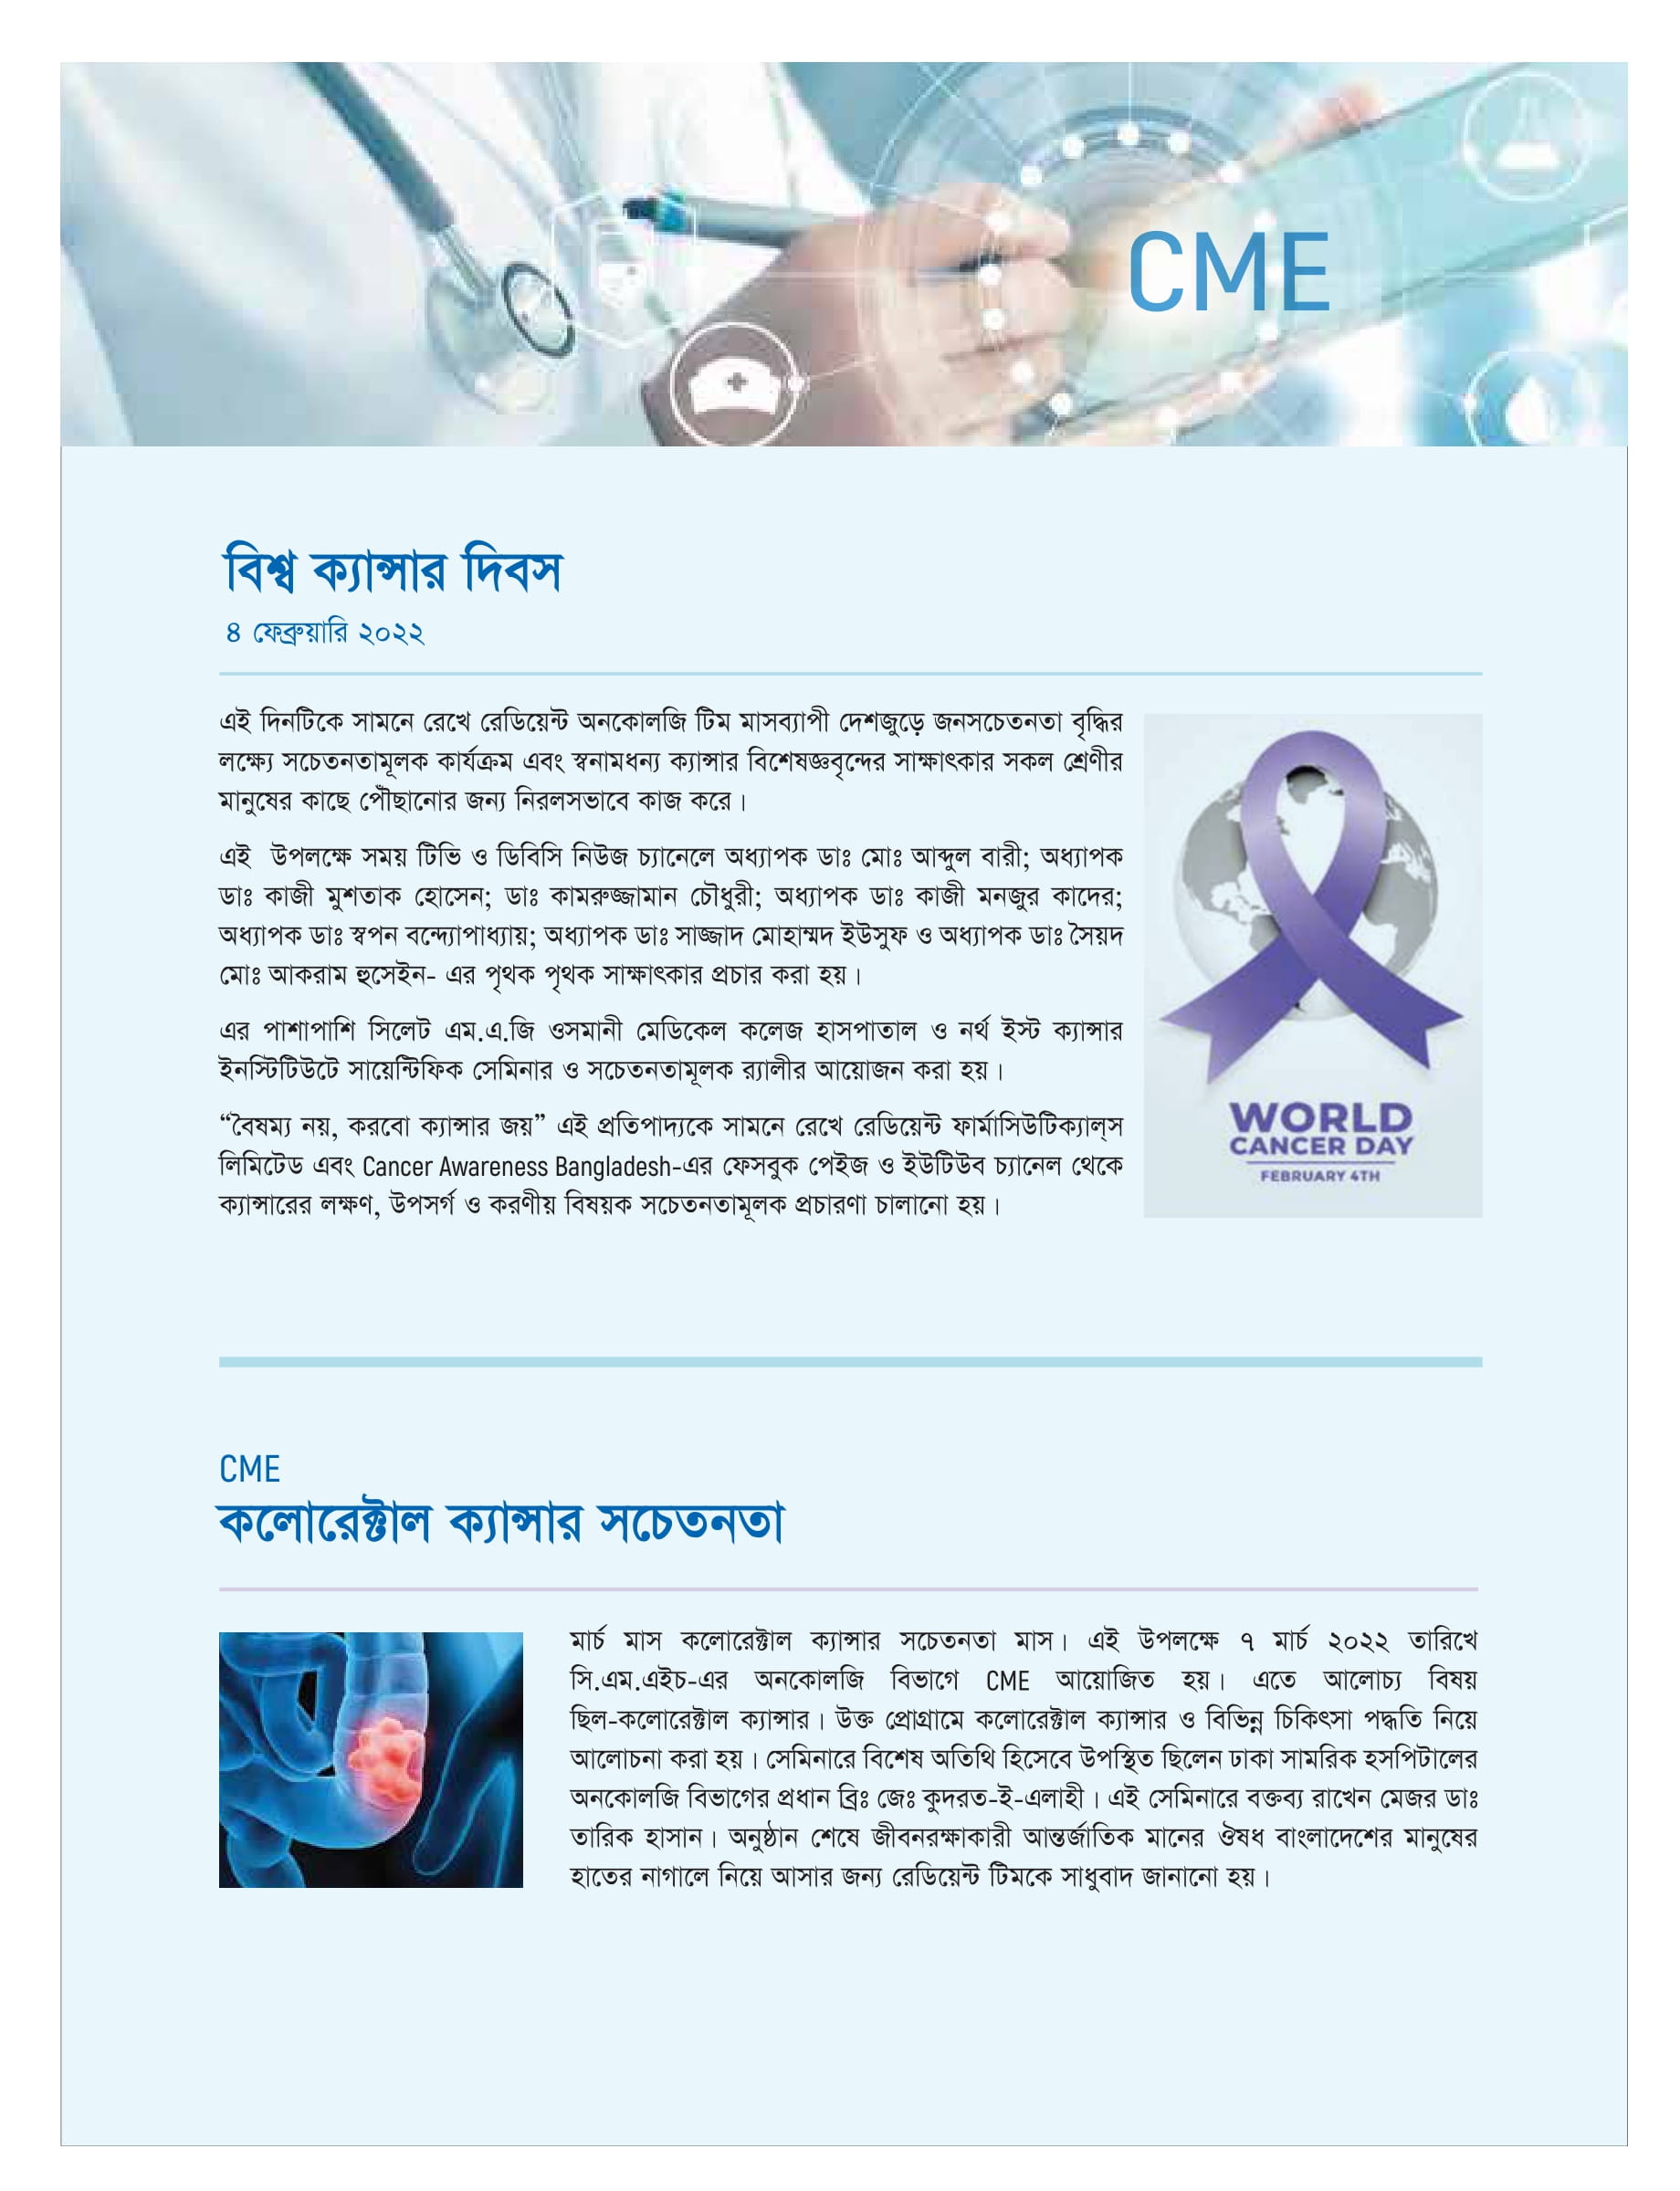 CME
বিশ্ব ক্যান্সার দিবস
৪ ফেব্রুয়ারি ২০২২
এই দিনটিকে সামনে রেখে রেডিয়েন্ট অনকোলজি টিম মাসব্যাপী দেশজুড়ে জনসচেতনতা বৃদ্ধির
লক্ষ্যে সচেতনতামূলক কার্যক্রম এবং স্বনামধন্য ক্যান্সার বিশেষজ্ঞবৃন্দের সাক্ষাৎকার সকল শ্রেণীর
মানুষের কাছে পৌঁছানোর জন্য নিরলসভাবে কাজ করে।
এই উপলক্ষে সময় টিভি ও ডিবিসি নিউজ চ্যানেলে অধ্যাপক ডাঃ মোঃ আব্দুল বারী; অধ্যাপক
ডাঃ কাজী মুশতাক হোসেন; ডাঃ কামরুজ্জামান চৌধুরী; অধ্যাপক ডাঃ কাজী মনজুর কাদের;
অধ্যাপক ডাঃ স্বপন বন্দ্যোপাধ্যায়; অধ্যাপক ডাঃ সাজ্জাদ মোহাম্মদ ইউসুফ ও অধ্যাপক ডাঃ সৈয়দ
মোঃ আকরাম হুসেইন- এর পৃথক পৃথক সাক্ষাৎকার প্রচার করা হয়।
এর পাশাপাশি সিলেট এম.এ.জি ওসমানী মেডিকেল কলেজ হাসপাতাল ও নর্থ ইস্ট ক্যান্সার
ইনস্টিটিউটে সায়েন্টিফিক সেমিনার ও সচেতনতামূলক র‍্যালীর আয়োজন করা হয়।
“বৈষম্য নয়, করবো ক্যান্সার জয়” এই প্রতিপাদ্যকে সামনে রেখে রেডিয়েন্ট ফার্মাসিউটিক্যাল্‌স
লিমিটেড এবং Cancer Awareness Bangladesh-এর ফেসবুক পেইজ ও ইউটিউব চ্যানেল থেকে
ক্যান্সারের লক্ষণ, উপসর্গ ও করণীয় বিষয়ক সচেতনতামূলক প্রচারণা চালানো হয়।
WORLD
CANCER DAY
FEBRUARY 4TH
CME
কলোরেক্টাল ক্যান্সার সচেতনতা
মার্চ মাস কলোরেক্টাল ক্যান্সার সচেতনতা মাস। এই উপলক্ষে ৭ মার্চ ২০২২ তারিখে
সি.এম.এইচ-এর অনকোলজি বিভাগে CME আয়োজিত হয়। এতে আলোচ্য বিষয়
ছিল-কলোরেক্টাল ক্যান্সার। উক্ত প্রোগ্রামে কলোরেক্টাল ক্যান্সার ও বিভিন্ন চিকিৎসা পদ্ধতি নিয়ে
আলোচনা করা হয়। সেমিনারে বিশেষ অতিথি হিসেবে উপস্থিত ছিলেন ঢাকা সামরিক হসপিটালের
অনকোলজি বিভাগের প্রধান ব্রিঃ জেঃ কুদরত-ই-এলাহী। এই সেমিনারে বক্তব্য রাখেন মেজর ডাঃ
তারিক হাসান। অনুষ্ঠান শেষে জীবনরক্ষাকারী আন্তর্জাতিক মানের ঔষধ বাংলাদেশের মানুষের
হাতের নাগালে নিয়ে আসার জন্য রেডিয়েন্ট টিমকে সাধুবাদ জানানো হয়।